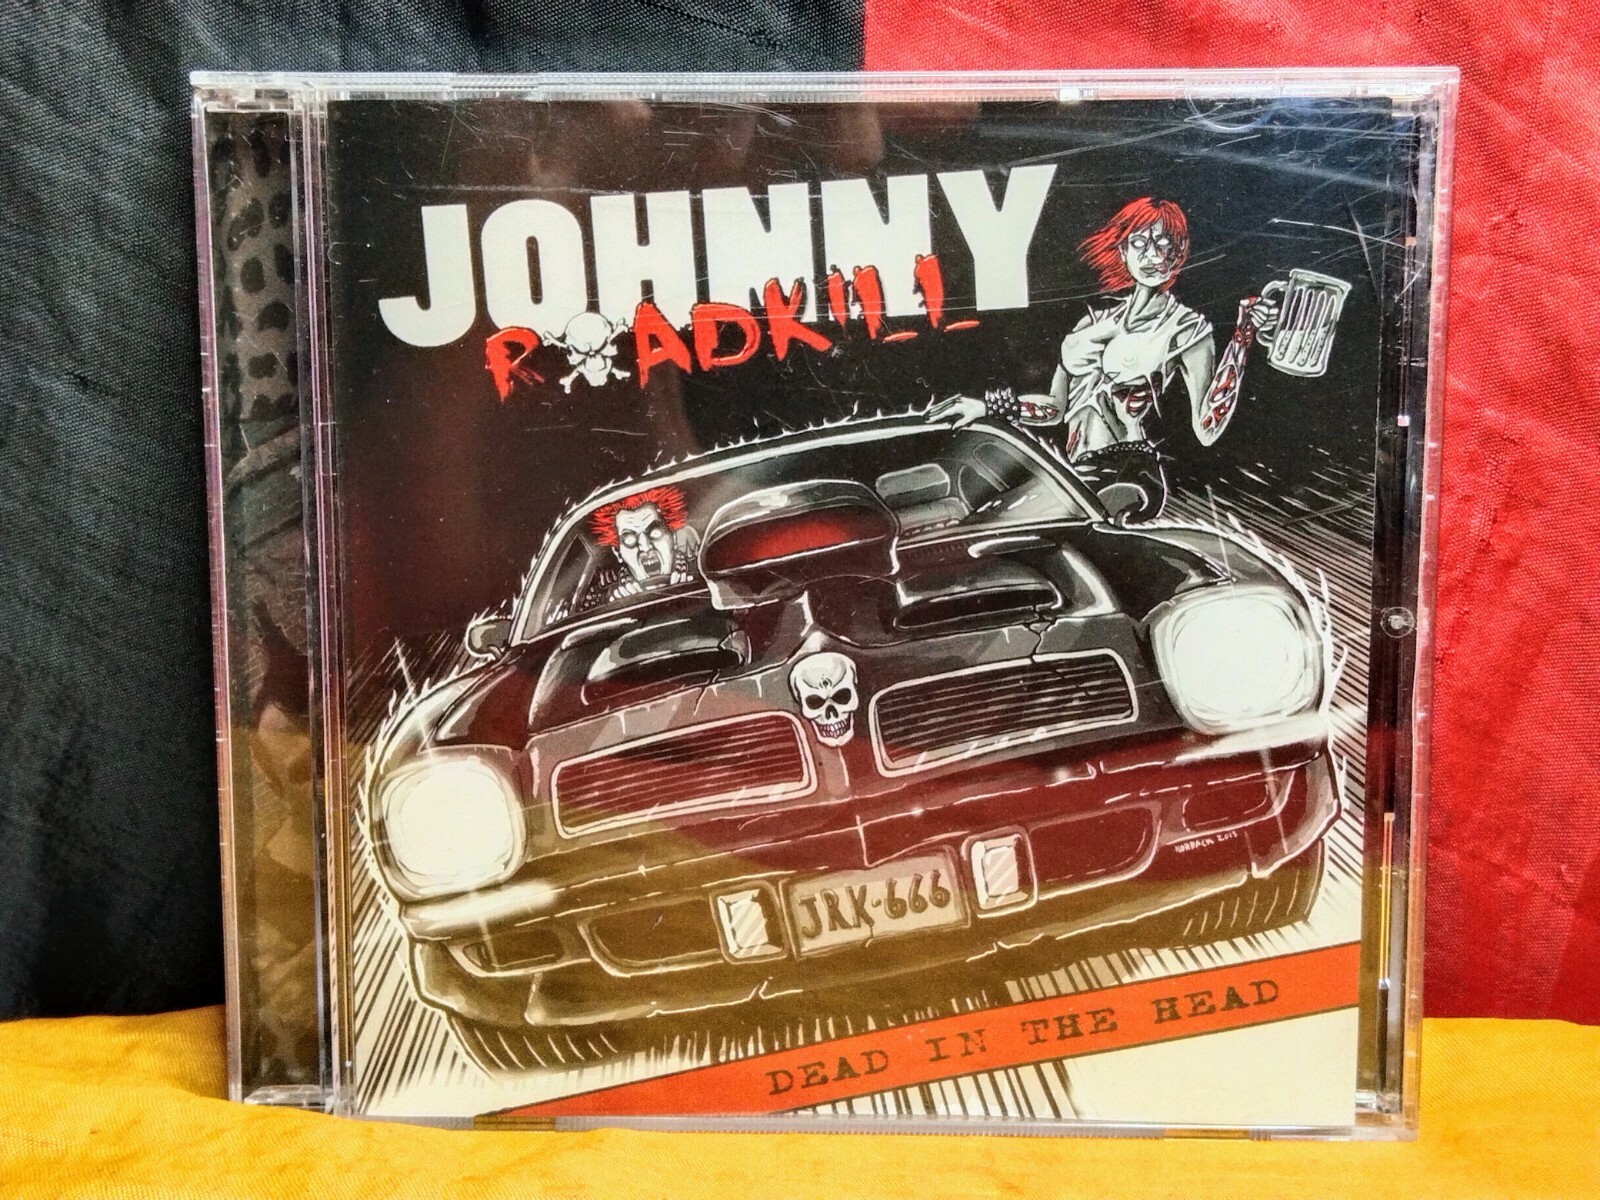 JOHNNY
ROADKILL
JRK-666
DEAD IN THE HEAD